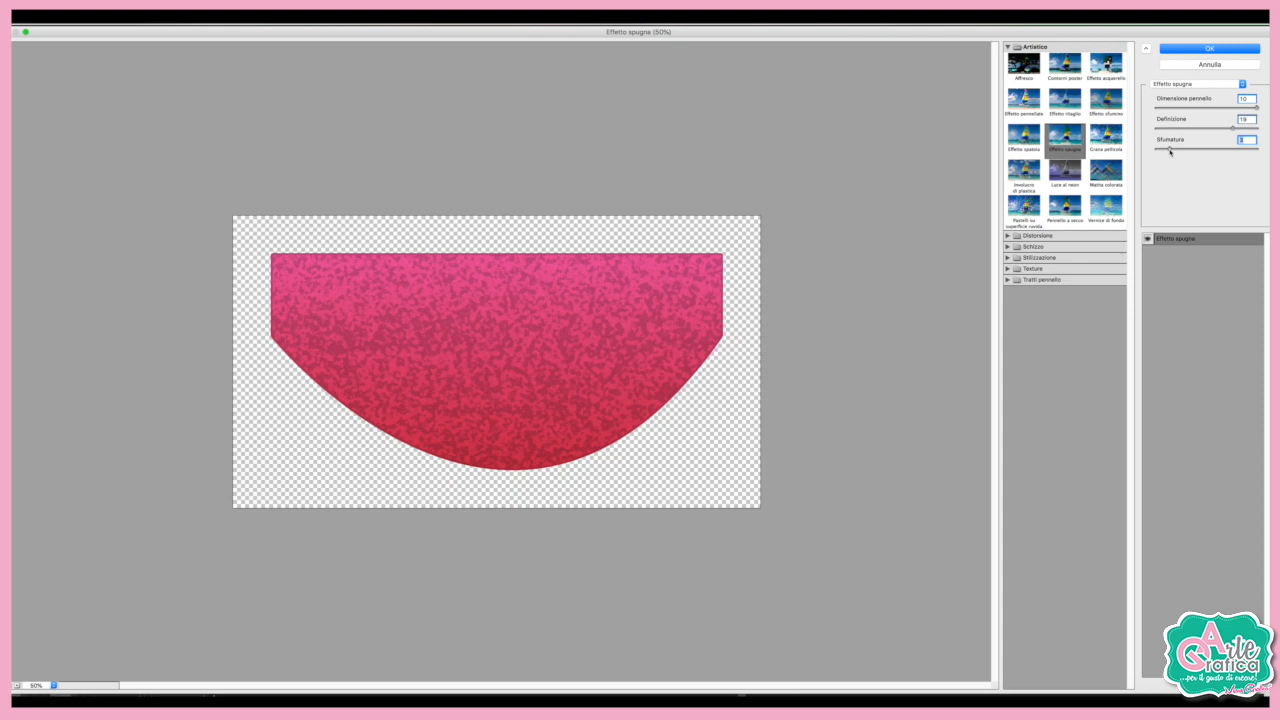 Effetto spugna (50%)
Artistico
Affresco
Contorni poster
Effetto acquerello
Effetto pennellate
Effetto ritaglio
Effetto sfumino
Effetto spatola
Effetto spugna
Grana pellicola
Involucro
di plastica
Luce al neon
Matita colorata
Pastelli su
superficie ruvida
Pennello a secco
Vernice di fondo
Distorsione
Schizzo
Stilizzazione
Texture
Tratti pennello
OK
Annulla
Effetto spugna
Dimensione pennello 10
Definizione 19
Sfumatura
Effetto spugna
50%
Arte
Grafica
...per il gusto di creare!